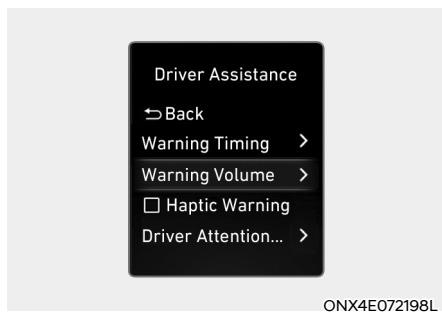 Driver Assistance
Back
Warning Timing
Warning Volume
Haptic Warning
Driver Attention...
ONX4E072198L